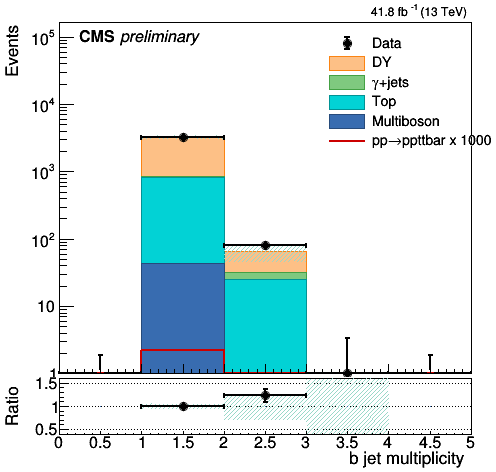 41.8 fb⁻¹ (13 TeV)
CMS preliminary
Events
10⁵
10⁴
10³
10²
10
1
Data
DY
γ+jets
Top
Multiboson
pp→ppttbar x 1000
Ratio
1.5
1
0.5
0 0.5 1 1.5 2 2.5 3 3.5 4 4.5 5
b jet multiplicity